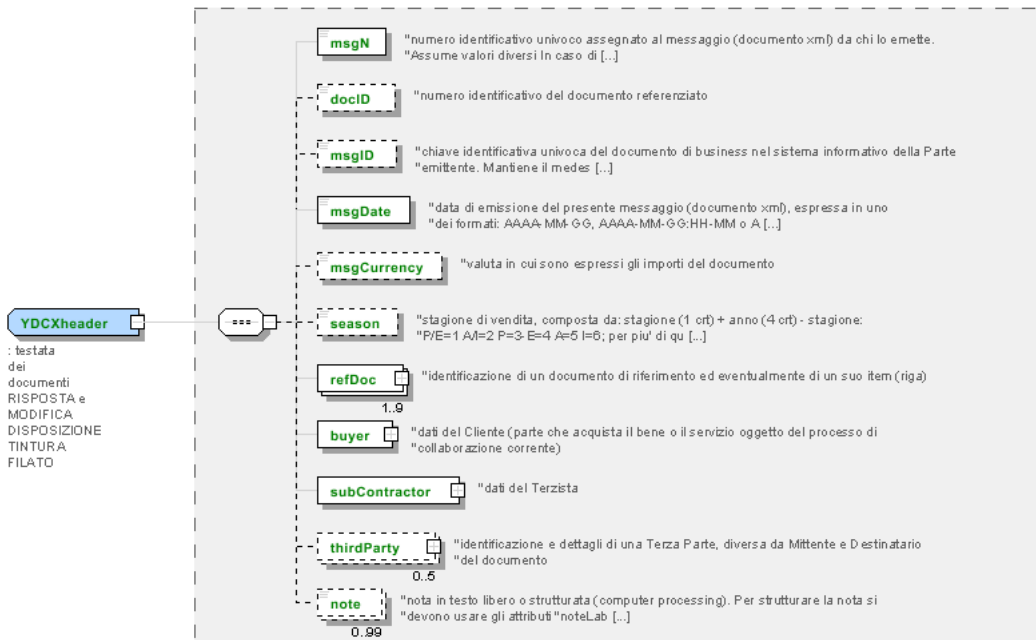 msgN
"numero identificativo univoco assegnato al messaggio (documento xml) da chi lo emette.
"Assume valori diversi In caso di [...]
docID
"numero identificativo del documento referenziato
msgID
"chiave identificativa univoca del documento di business nel sistema informativo della Parte
"emittente. Mantiene il medes [...]
msgDate
"data di emissione del presente messaggio (documento xml), espressa in uno
"dei formati: AAAA-MM-GG, AAAA-MM-GG:HH-MM o A [...]
msgCurrency
"valuta in cui sono espressi gli importi del documento
YDCXheader
: testata
dei
documenti
RISPOSTA e
MODIFICA
DISPOSIZIONE
TINTURA
FILATO
season
"stagione di vendita, composta da: stagione (1 crt) + anno (4 crt) - stagione:
"P/E=1 A/I=2 P=3- E=4 A=5 I=6; per piu' di qu [...]
refDoc
"identificazione di un documento di riferimento ed eventualmente di un suo item (riga)
1..9
buyer
"dati del Cliente (parte che acquista il bene o il servizio oggetto del processo di
"collaborazione corrente)
subContractor
"dati del Terzista
thirdParty
"identificazione e dettagli di una Terza Parte, diversa da Mittente e Destinatario
"del documento
0..5
note
"nota in testo libero o strutturata (computer processing). Per strutturare la nota si
"devono usare gli attributi "noteLab [...]
0..99